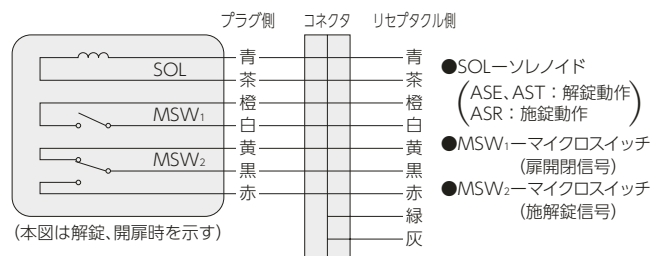 プラグ側 コネクタ リセプタクル側
SOL 青 青
茶 茶
MSW₁ 橙 橙
白 白
MSW₂ 黄 黄
黒 黒
赤 赤
緑
灰
(本図は解錠、開扉時を示す)
●SOLーソレノイド
(ASE、AST：解錠動作
ASR：施錠動作)
●MSW₁ーマイクロスイッチ
(扉開閉信号)
●MSW₂ーマイクロスイッチ
(施解錠信号)